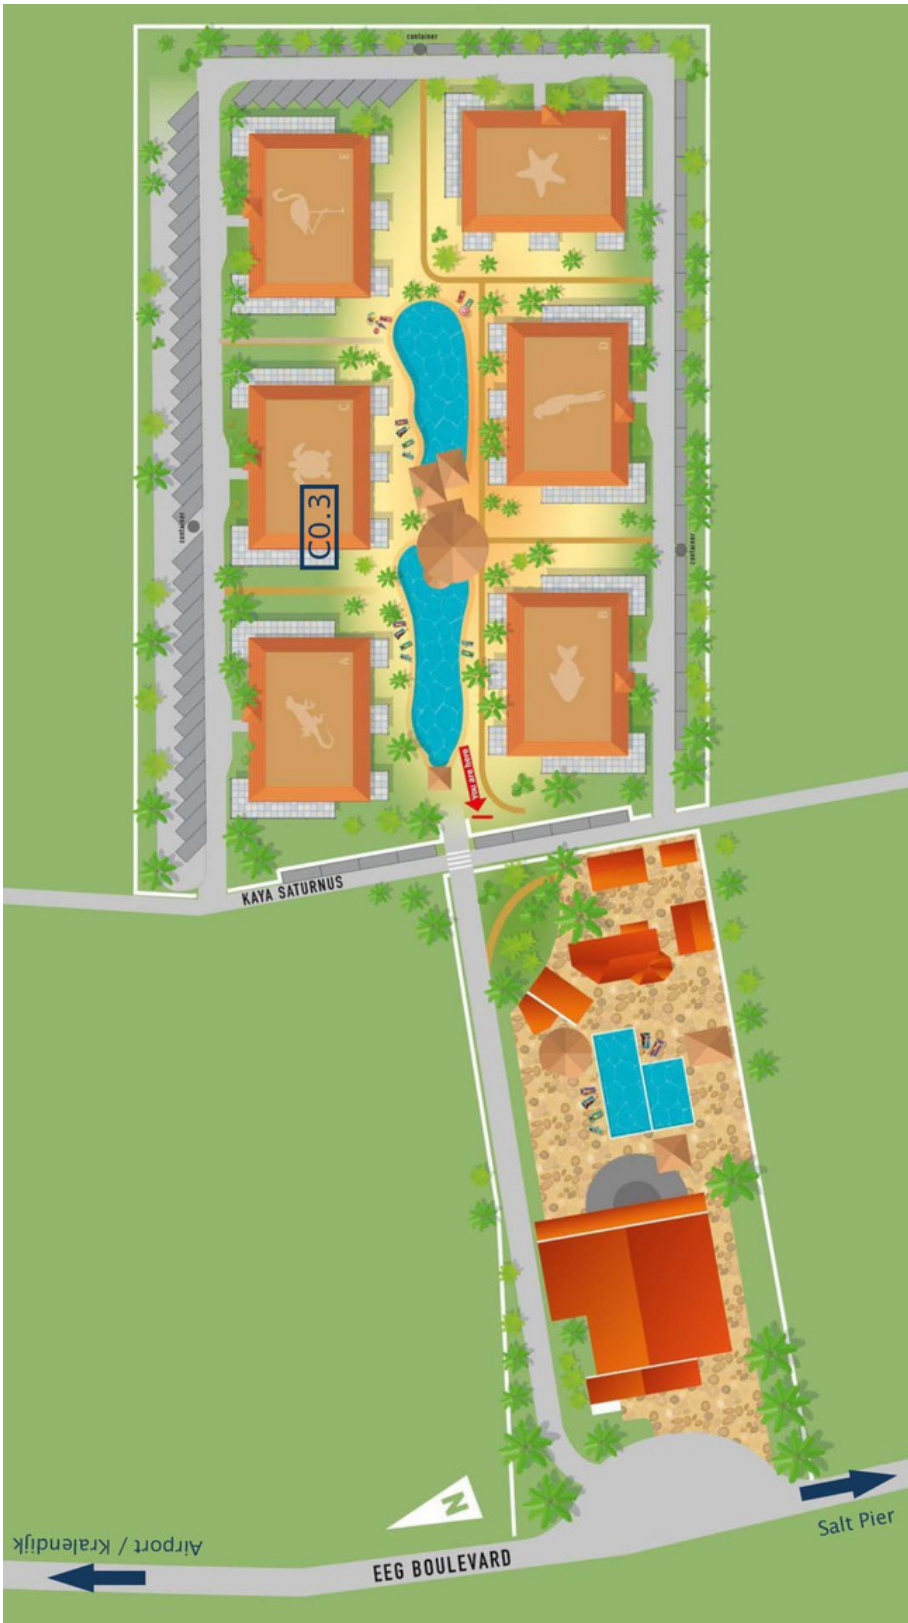 container
E
F
C
D
C0.3
container
container
A
B
You are here
KAYA SATURNUS
N
Salt Pier
Airport / Kralendijk
EEG BOULEVARD